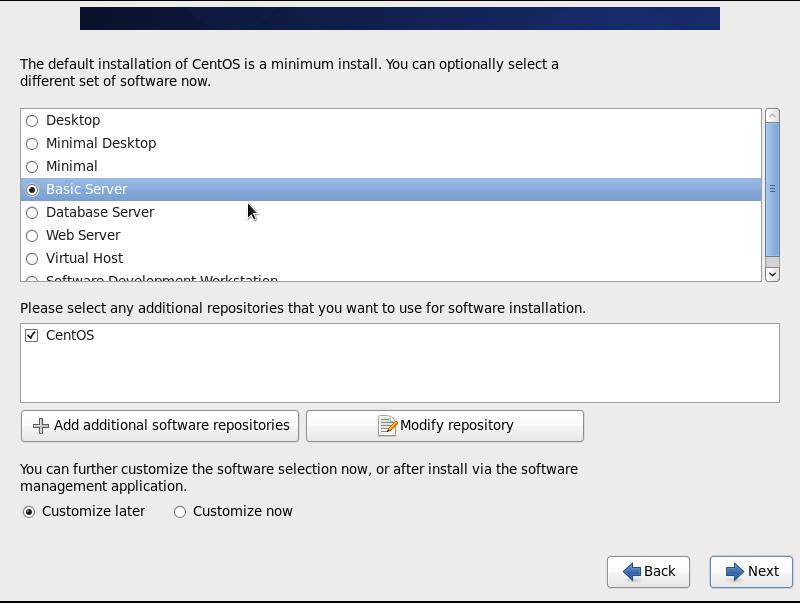 The default installation of CentOS is a minimum install. You can optionally select a
different set of software now.
Desktop
Minimal Desktop
Minimal
Basic Server
Database Server
Web Server
Virtual Host
Software Development Workstation
Please select any additional repositories that you want to use for software installation.
CentOS
Add additional software repositories
Modify repository
You can further customize the software selection now, or after install via the software
management application.
Customize later
Customize now
Back
Next